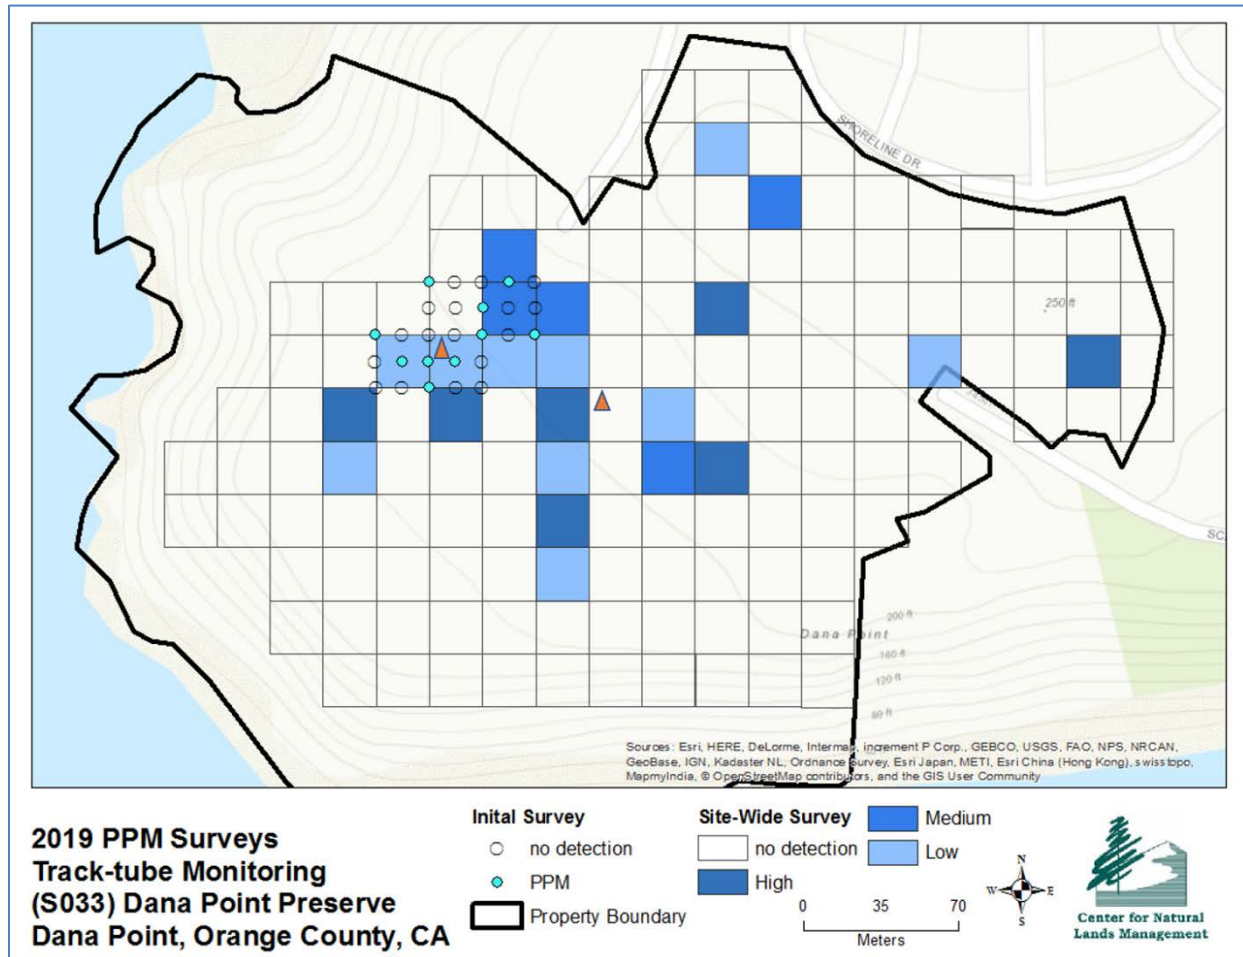 SHORELINE DR
250 ft
Dana Point
200 ft
160 ft
120 ft
80 ft
Sources: Esri, HERE, DeLorme, Intermap, increment P Corp., GEBCO, USGS, FAO, NPS, NRCAN,
GeoBase, IGN, Kadaster NL, Ordnance Survey, Esri Japan, METI, Esri China (Hong Kong), swisstopo,
MapmyIndia, © OpenStreetMap contributors, and the GIS User Community
2019 PPM Surveys
Track-tube Monitoring
(S033) Dana Point Preserve
Dana Point, Orange County, CA
Inital Survey
no detection
PPM
Property Boundary
Site-Wide Survey
no detection
High
Medium
Low
0 35 70
Meters
N
W E
S
Center for Natural
Lands Management